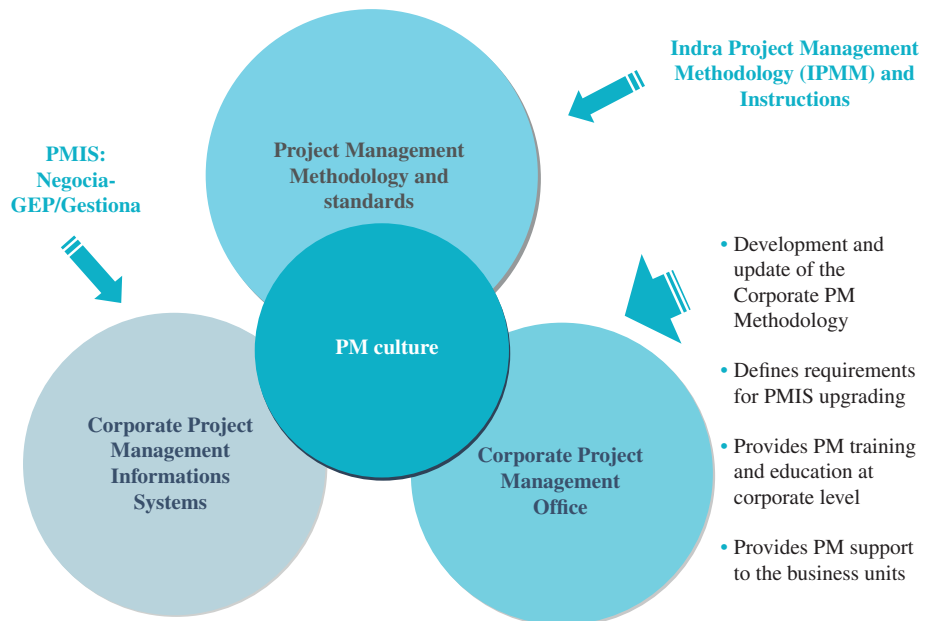 Indra Project Management
Methodology (IPMM) and
Instructions
PMIS:
Negocia-
GEP/Gestiona
Project Management
Methodology and
standards
PM culture
Corporate Project
Management
Informations
Systems
Corporate Project
Management
Office
• Development and
update of the
Corporate PM
Methodology
• Defines requirements
for PMIS upgrading
• Provides PM training
and education at
corporate level
• Provides PM support
to the business units